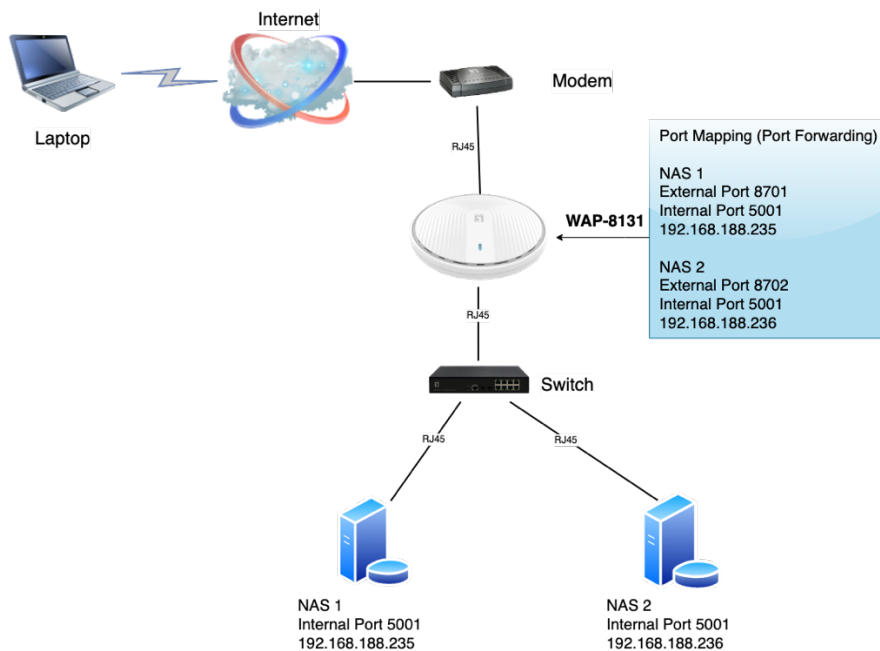 Internet
Laptop
Modem
RJ45
Port Mapping (Port Forwarding)
NAS 1
External Port 8701
Internal Port 5001
192.168.188.235
NAS 2
External Port 8702
Internal Port 5001
192.168.188.236
WAP-8131
RJ45
Switch
RJ45
RJ45
NAS 1
Internal Port 5001
192.168.188.235
NAS 2
Internal Port 5001
192.168.188.236